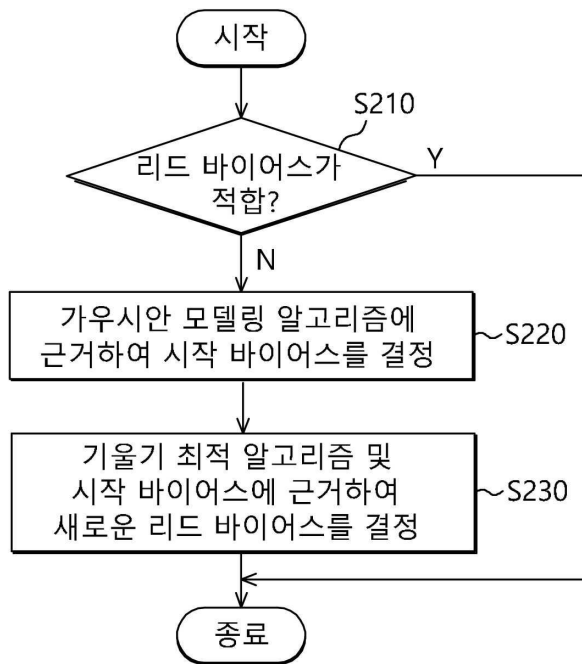 시작
S210
리드 바이어스가
적합?
Y
N
가우시안 모델링 알고리즘에
근거하여 시작 바이어스를 결정
S220
기울기 최적 알고리즘 및
시작 바이어스에 근거하여
새로운 리드 바이어스를 결정
S230
종료